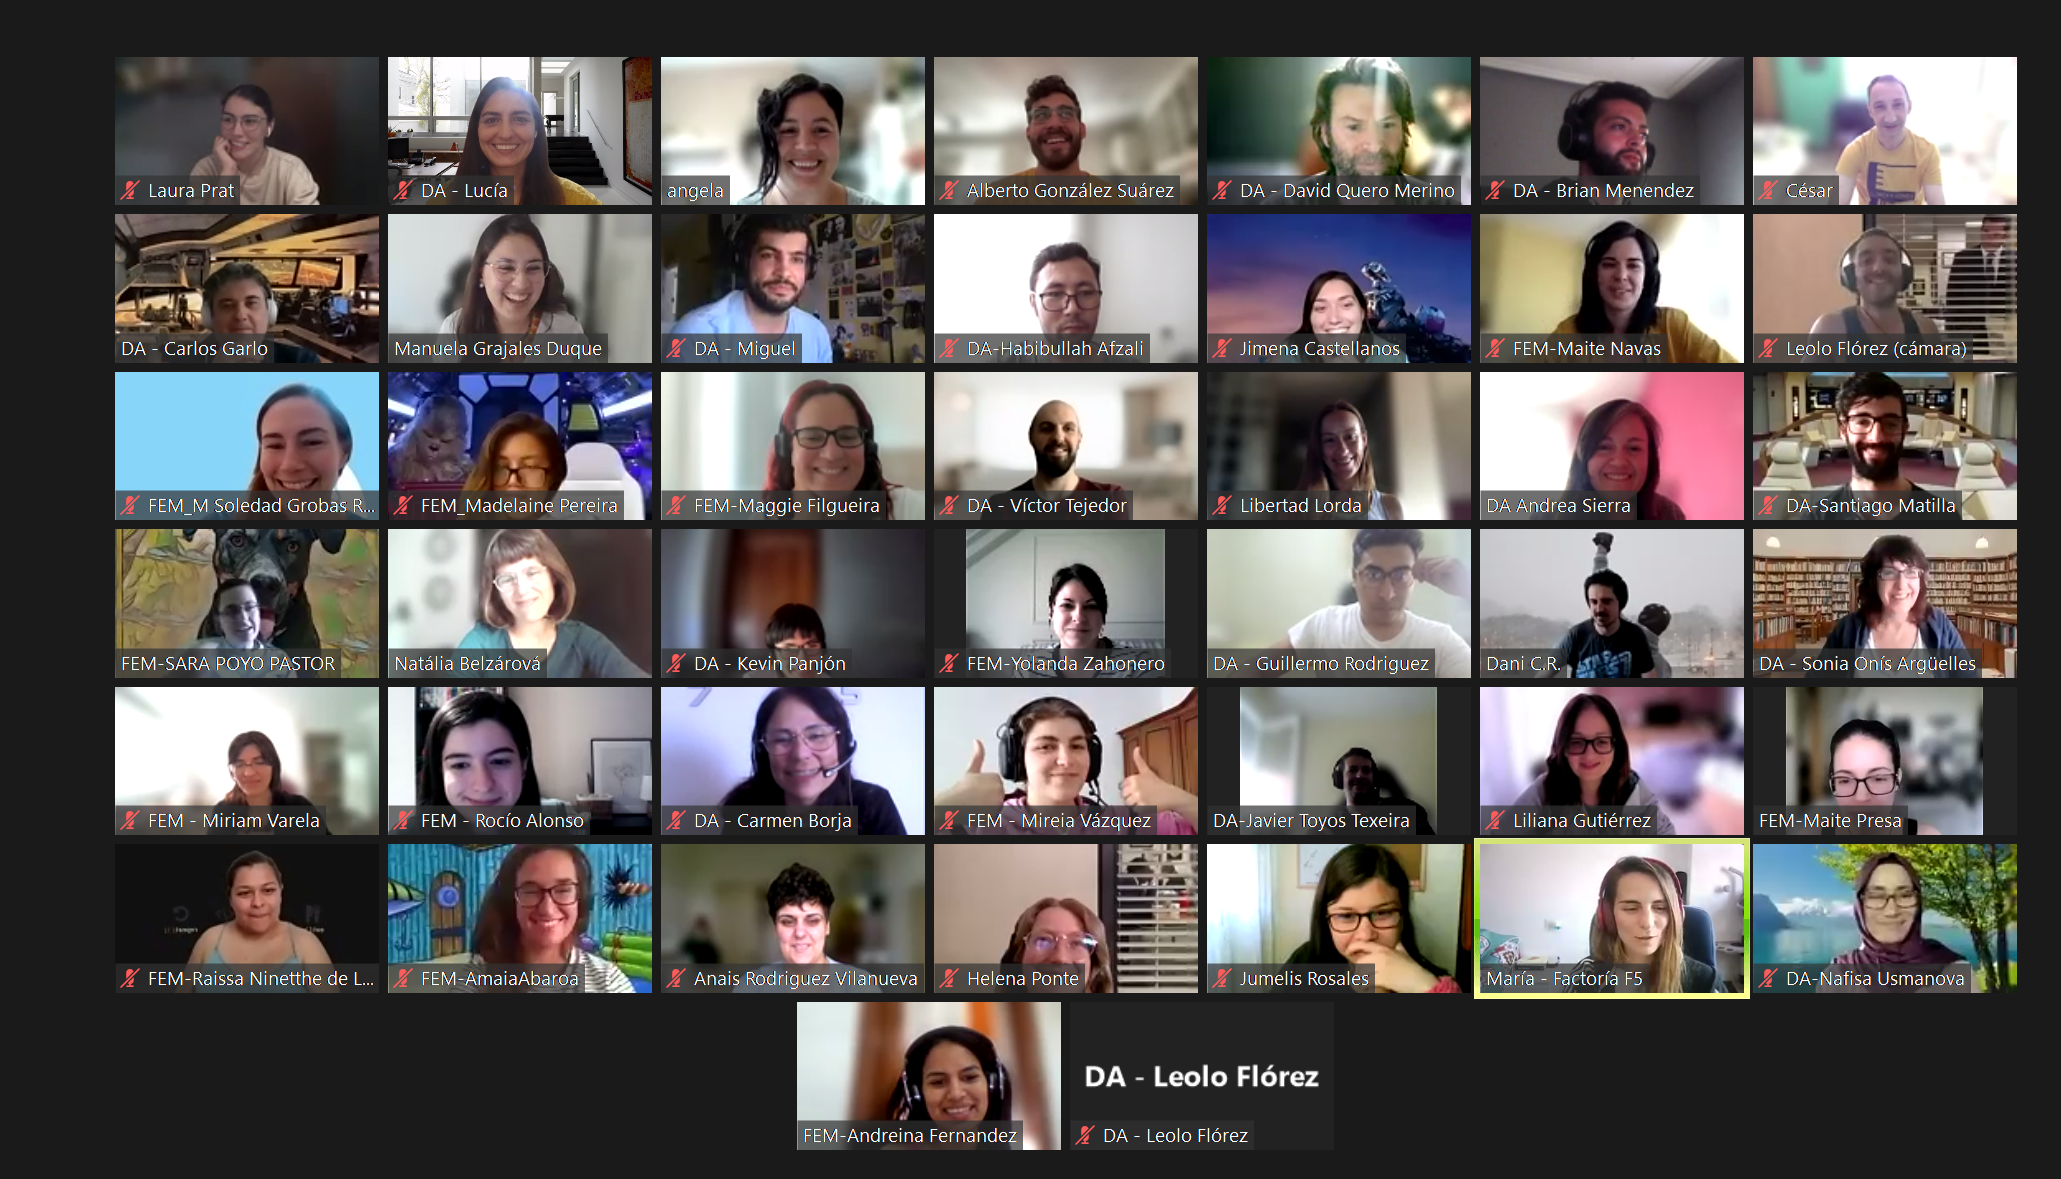 Laura Prat
DA - Lucía
angela
Alberto González Suárez
DA - David Quero Merino
DA - Brian Menendez
César
DA - Carlos Garlo
Manuela Grajales Duque
DA - Miguel
DA-Habibullah Afzali
Jimena Castellanos
FEM-Maite Navas
Leolo Flórez (cámara)
FEM_M Soledad Grobas R...
FEM_Madelaine Pereira
FEM-Maggie Filgueira
DA - Víctor Tejedor
Libertad Lorda
DA Andrea Sierra
DA-Santiago Matilla
FEM-SARA POYO PASTOR
Natália Belzárová
DA - Kevin Panjón
FEM-Yolanda Zahonero
DA - Guillermo Rodriguez
Dani C.R.
DA - Sonia Onís Argüelles
FEM - Miriam Varela
FEM - Rocío Alonso
DA - Carmen Borja
FEM - Mireia Vázquez
DA-Javier Toyos Texeira
Liliana Gutiérrez
FEM-Maite Presa
FEM-Raissa Ninetthe de L...
FEM-AmaiaAbaroa
Anais Rodriguez Vilanueva
Helena Ponte
Jumelis Rosales
María - Factoría F5
DA-Nafisa Usmanova
FEM-Andreina Fernandez
DA - Leolo Flórez
DA - Leolo Flórez